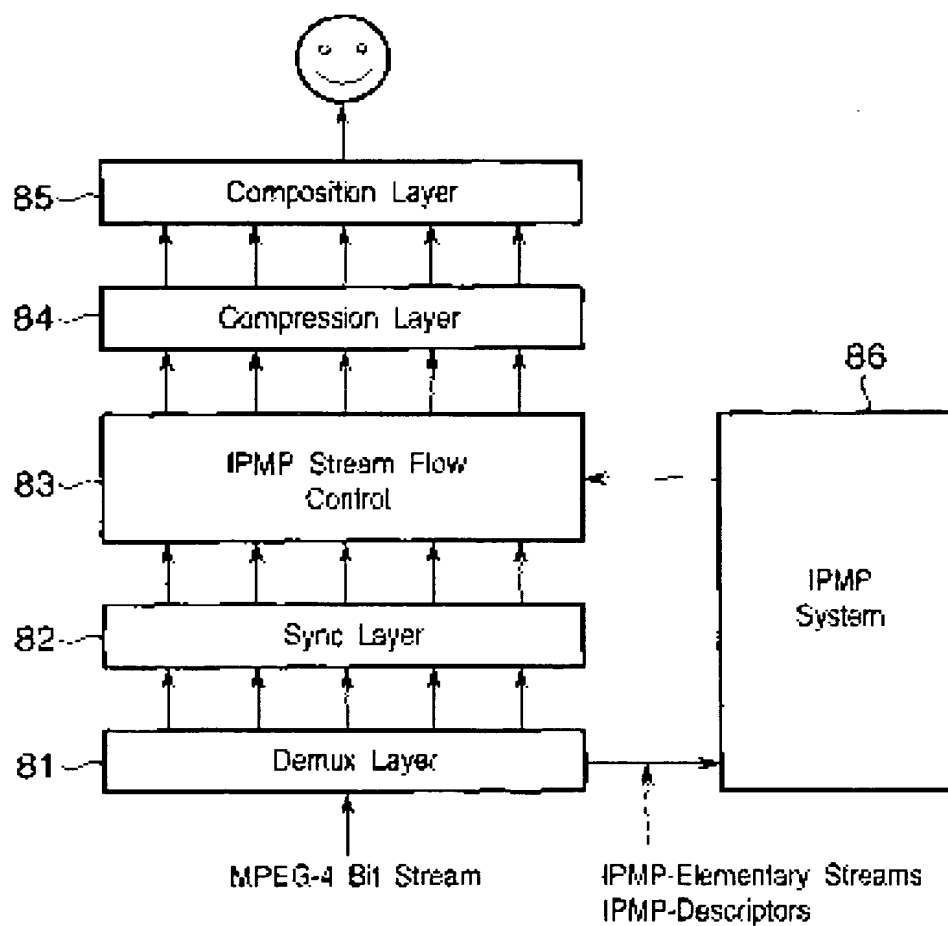 85
Composition Layer
84
Compression Layer
86
83
IPMP Stream Flow
Control
IPMP
System
82
Sync Layer
81
Demux Layer
MPEG-4 Bit Stream
IPMP-Elementary Streams
IPMP-Descriptors